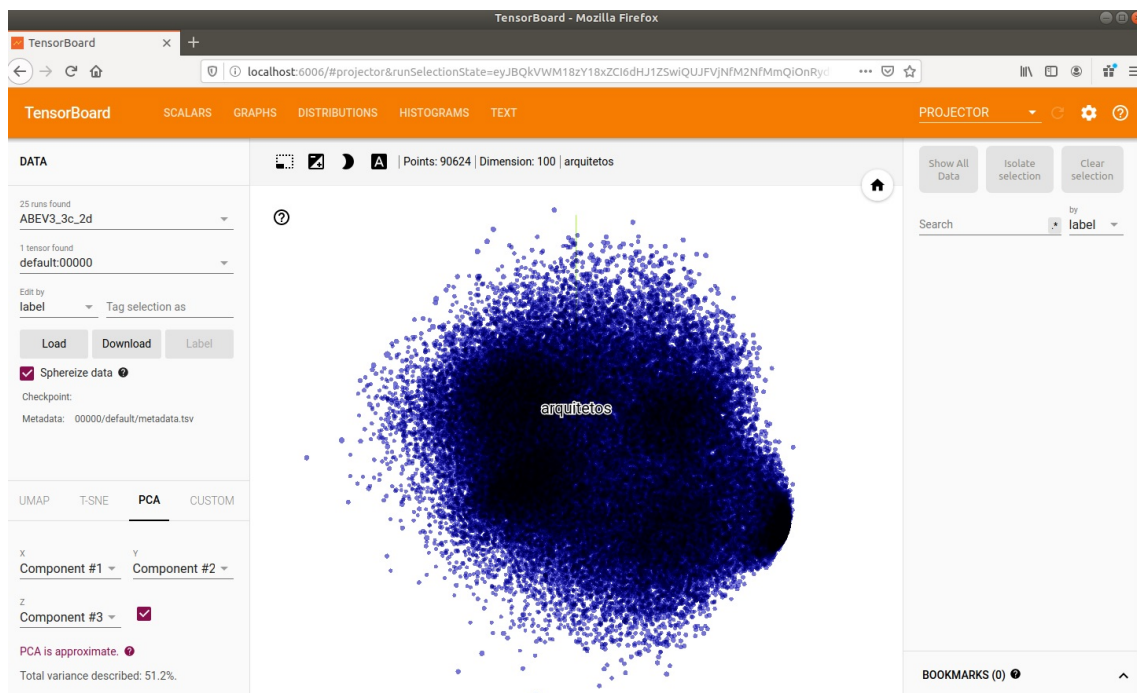 TensorBoard - Mozilla Firefox
TensorBoard
localhost:6006/#projector&runSelectionState=eyJBQkVWM18zY18xZCI6dHJ1ZSwiQUJFVjNfM2NfMmQiOnRyd
TensorBoard
SCALARS GRAPHS DISTRIBUTIONS HISTOGRAMS TEXT
PROJECTOR
DATA
A | Points: 90624 | Dimension: 100 | arquitetos
25 runs found
ABEV3_3c_2d
1 tensor found
default:00000
Edit by
label Tag selection as
Load Download Label
Sphereize data
Checkpoint:
Metadata: 00000/default/metadata.tsv
UMAP T-SNE PCA CUSTOM
X Y
Component #1 Component #2
Z
Component #3
PCA is approximate.
Total variance described: 51.2%.
arquitetos
Show All Data
Isolate selection
Clear selection
Search .* by label
BOOKMARKS (0)